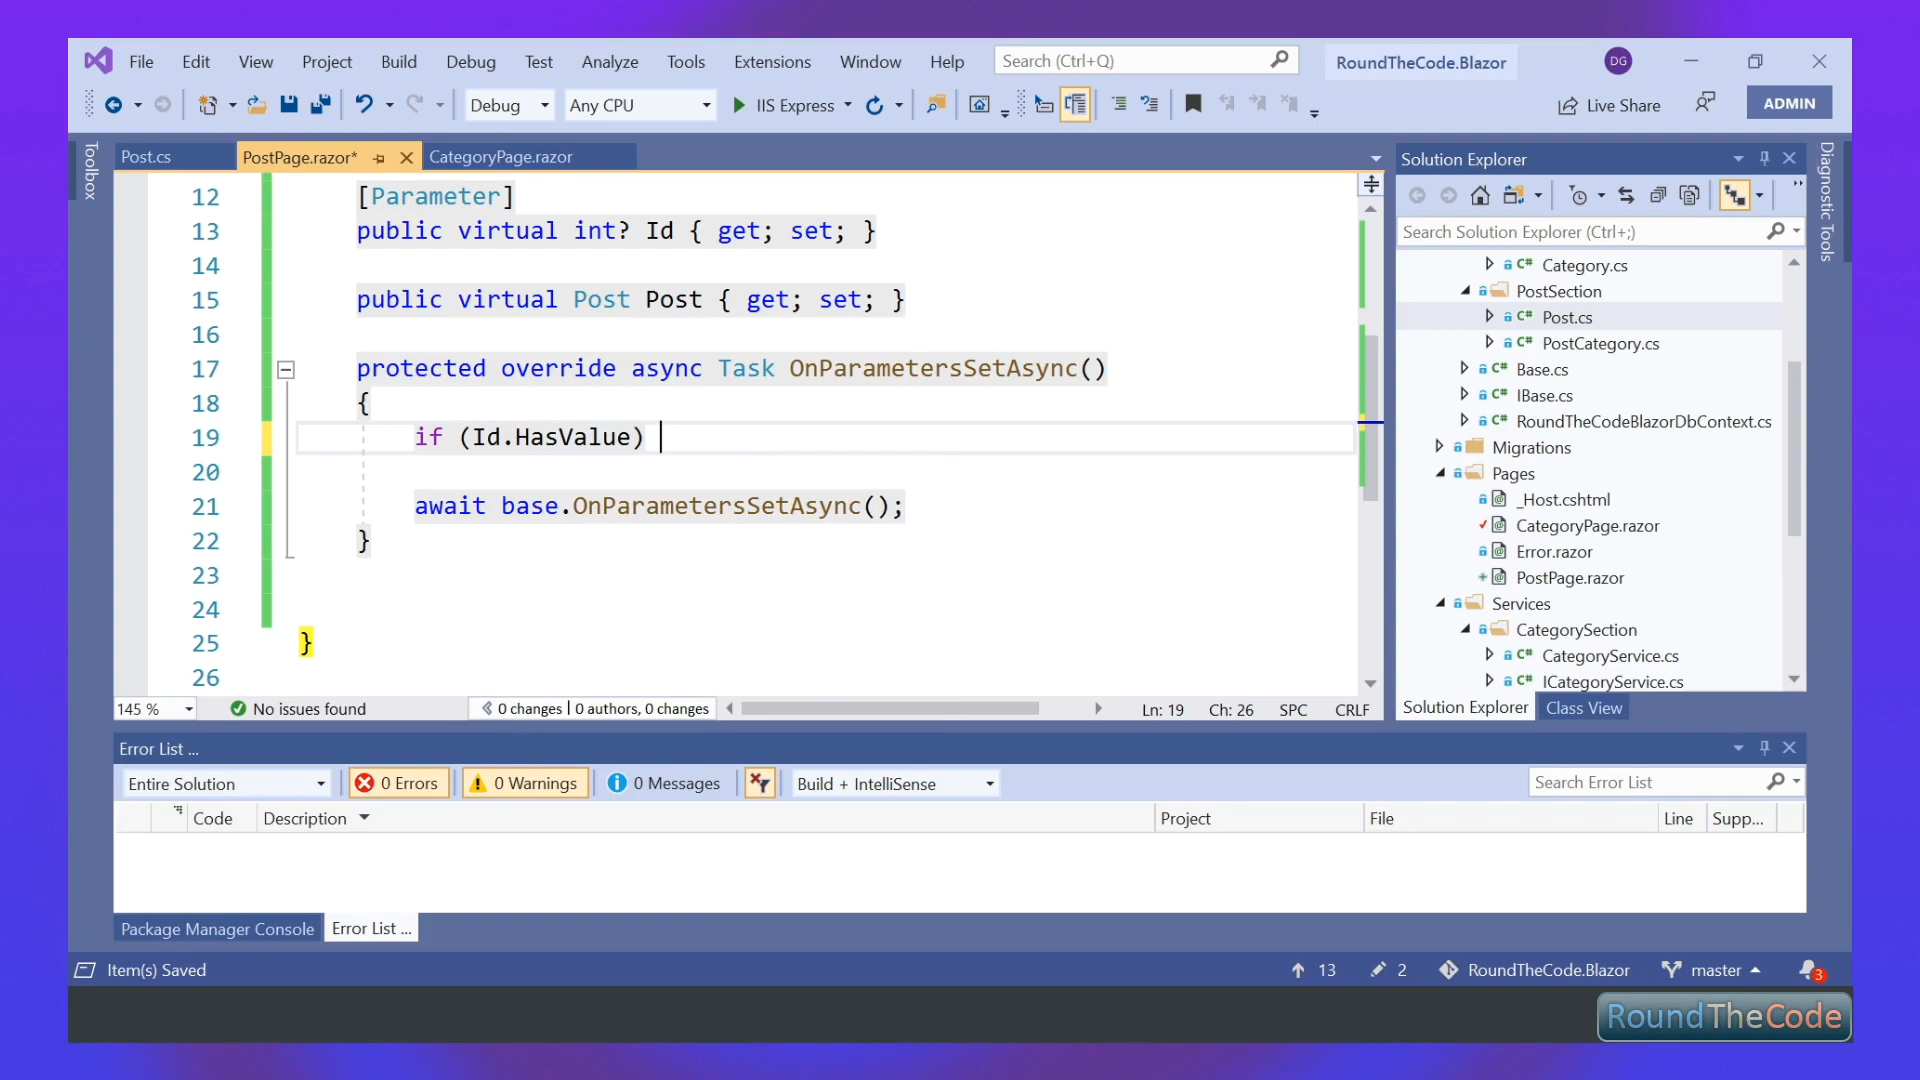 File Edit View Project Build Debug Test Analyze Tools Extensions Window Help Search (Ctrl+Q) RoundTheCode.Blazor DG
Debug Any CPU IIS Express Live Share ADMIN
Toolbox
Post.cs PostPage.razor* CategoryPage.razor
12 [Parameter]
13 public virtual int? Id { get; set; }
14
15 public virtual Post Post { get; set; }
16
17 protected override async Task OnParametersSetAsync()
18 {
19 if (Id.HasValue)
20
21 await base.OnParametersSetAsync();
22 }
23
24
25 }
26
145 % No issues found 0 changes | 0 authors, 0 changes Ln: 19 Ch: 26 SPC CRLF
Solution Explorer
Search Solution Explorer (Ctrl+;)
C# Category.cs
PostSection
C# Post.cs
C# PostCategory.cs
C# Base.cs
C# IBase.cs
C# RoundTheCodeBlazorDbContext.cs
Migrations
Pages
_Host.cshtml
CategoryPage.razor
Error.razor
PostPage.razor
Services
CategorySection
C# CategoryService.cs
C# ICategoryService.cs
Solution Explorer Class View
Diagnostic Tools
Error List ...
Entire Solution 0 Errors 0 Warnings 0 Messages Build + IntelliSense Search Error List
Code Description Project File Line Supp...
Package Manager Console Error List ...
Item(s) Saved 13 2 RoundTheCode.Blazor master 3
RoundTheCode